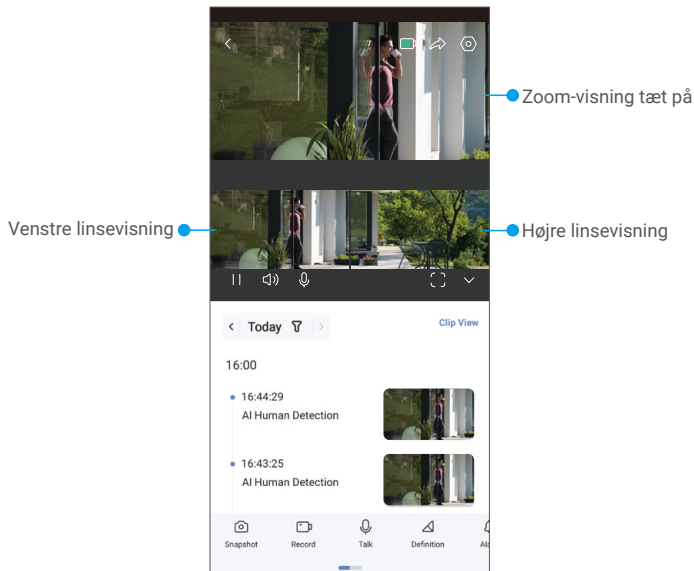 Zoom-visning tæt på
Venstre linsevisning
Højre linsevisning
Today
Clip View
16:00
16:44:29
AI Human Detection
16:43:25
AI Human Detection
Snapshot
Record
Talk
Definition